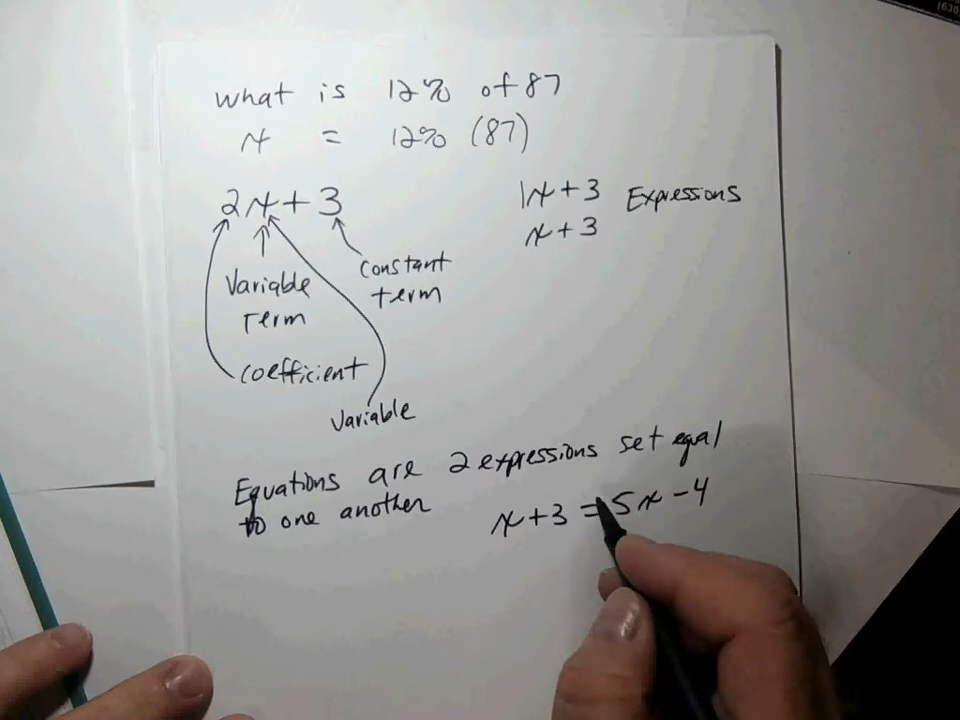 what is 12% of 87
x = 12% (87)
2x+3
1x+3 Expressions
x+3
Variable Term
constant term
coefficient
Variable
Equations are 2 expressions set equal
to one another
x+3 = 5x-4
(630